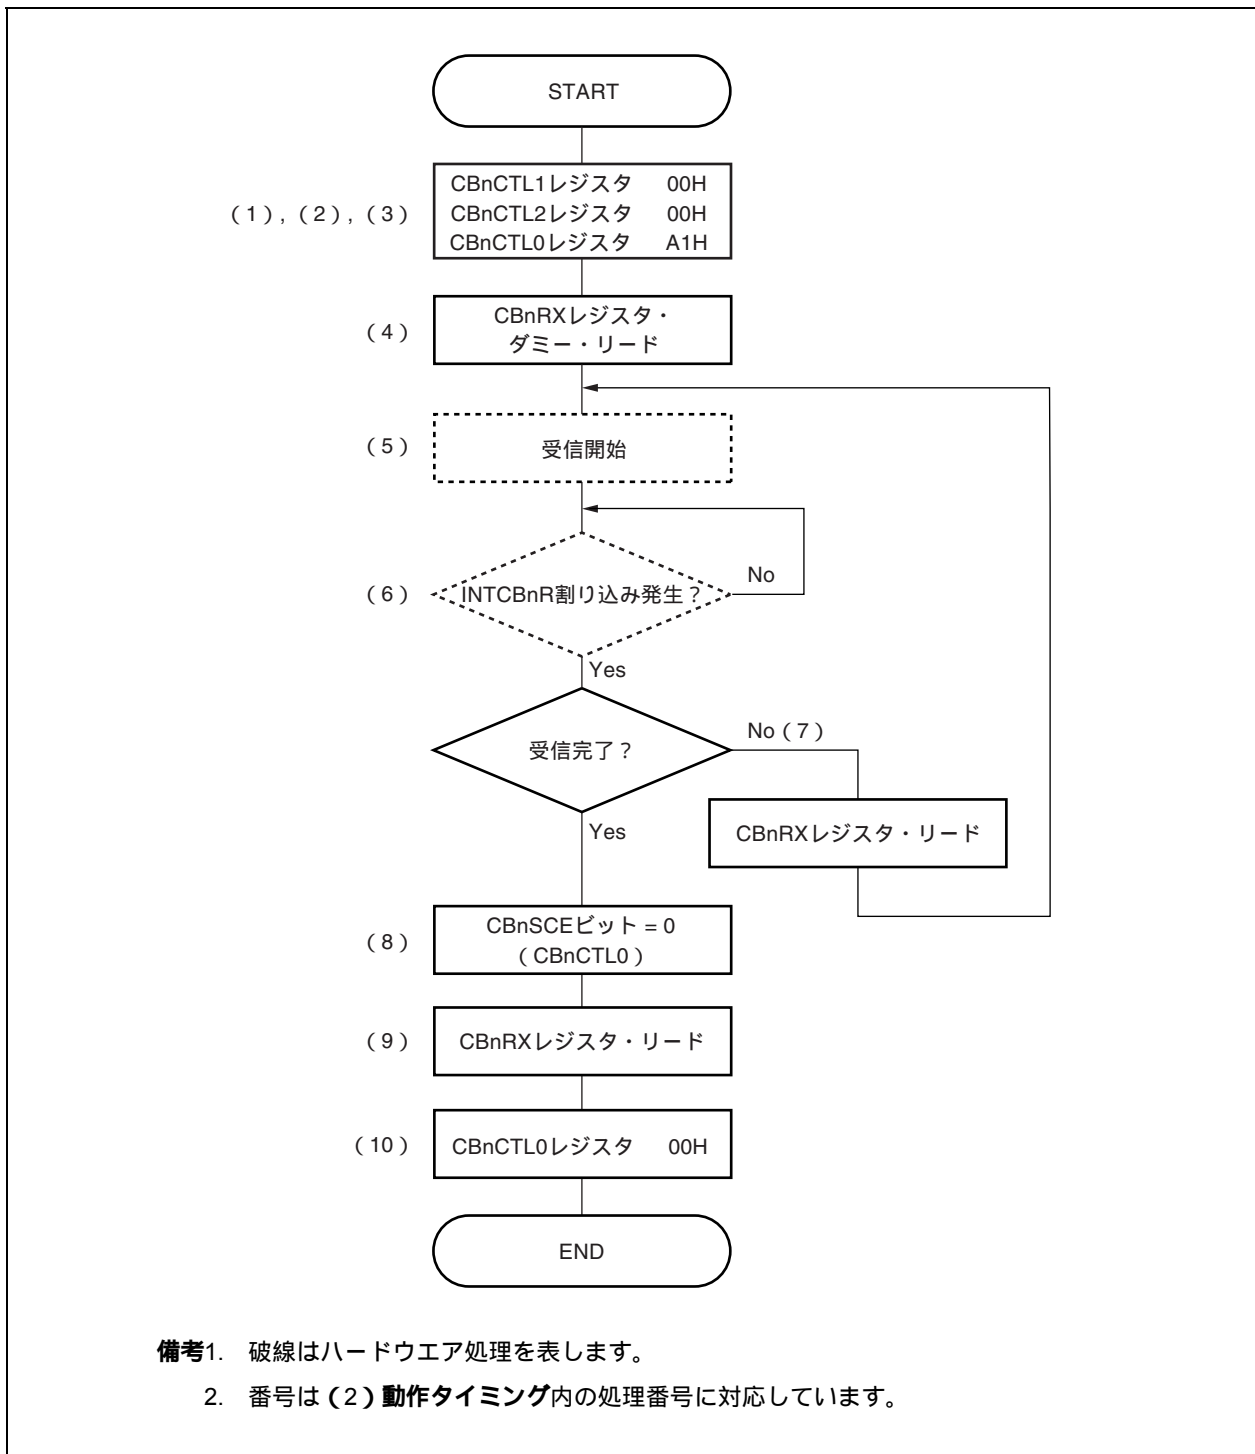 START
CBnCTL1レジスタ 00H
CBnCTL2レジスタ 00H
(1), (2), (3)
CBnCTL0レジスタ A1H
(4)
CBnRXレジスタ・
ダミー・リード
(5)
受信開始
(6)
INTCBnR割り込み発生?
No
Yes
受信完了?
No (7)
CBnRXレジスタ・リード
Yes
(8)
CBnSCEビット = 0
(CBnCTL0)
(9)
CBnRXレジスタ・リード
(10)
CBnCTL0レジスタ 00H
END
備考1. 破線はハードウエア処理を表します。
2. 番号は(2)動作タイミング内の処理番号に対応しています。